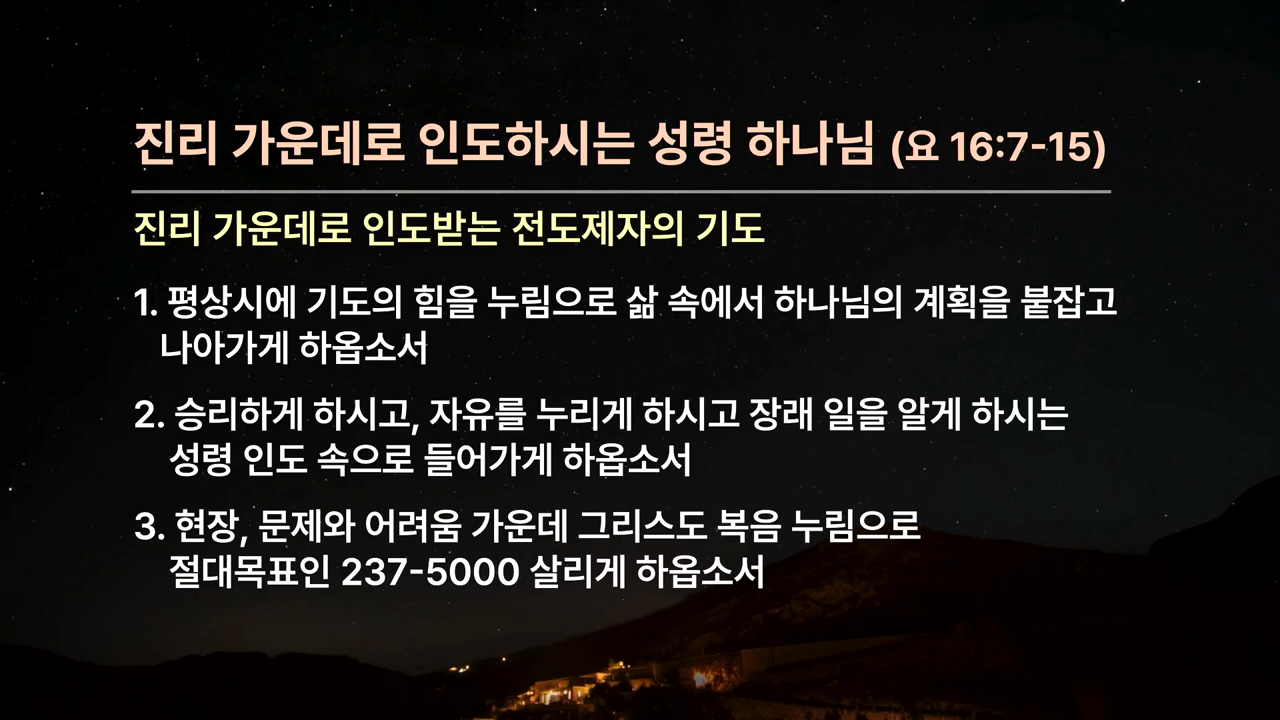 진리 가운데로 인도하시는 성령 하나님 (요 16:7-15)
진리 가운데로 인도받는 전도제자의 기도
1. 평상시에 기도의 힘을 누림으로 삶 속에서 하나님의 계획을 붙잡고
나아가게 하옵소서
2. 승리하게 하시고, 자유를 누리게 하시고 장래 일을 알게 하시는
성령 인도 속으로 들어가게 하옵소서
3. 현장, 문제와 어려움 가운데 그리스도 복음 누림으로
절대목표인 237-5000 살리게 하옵소서